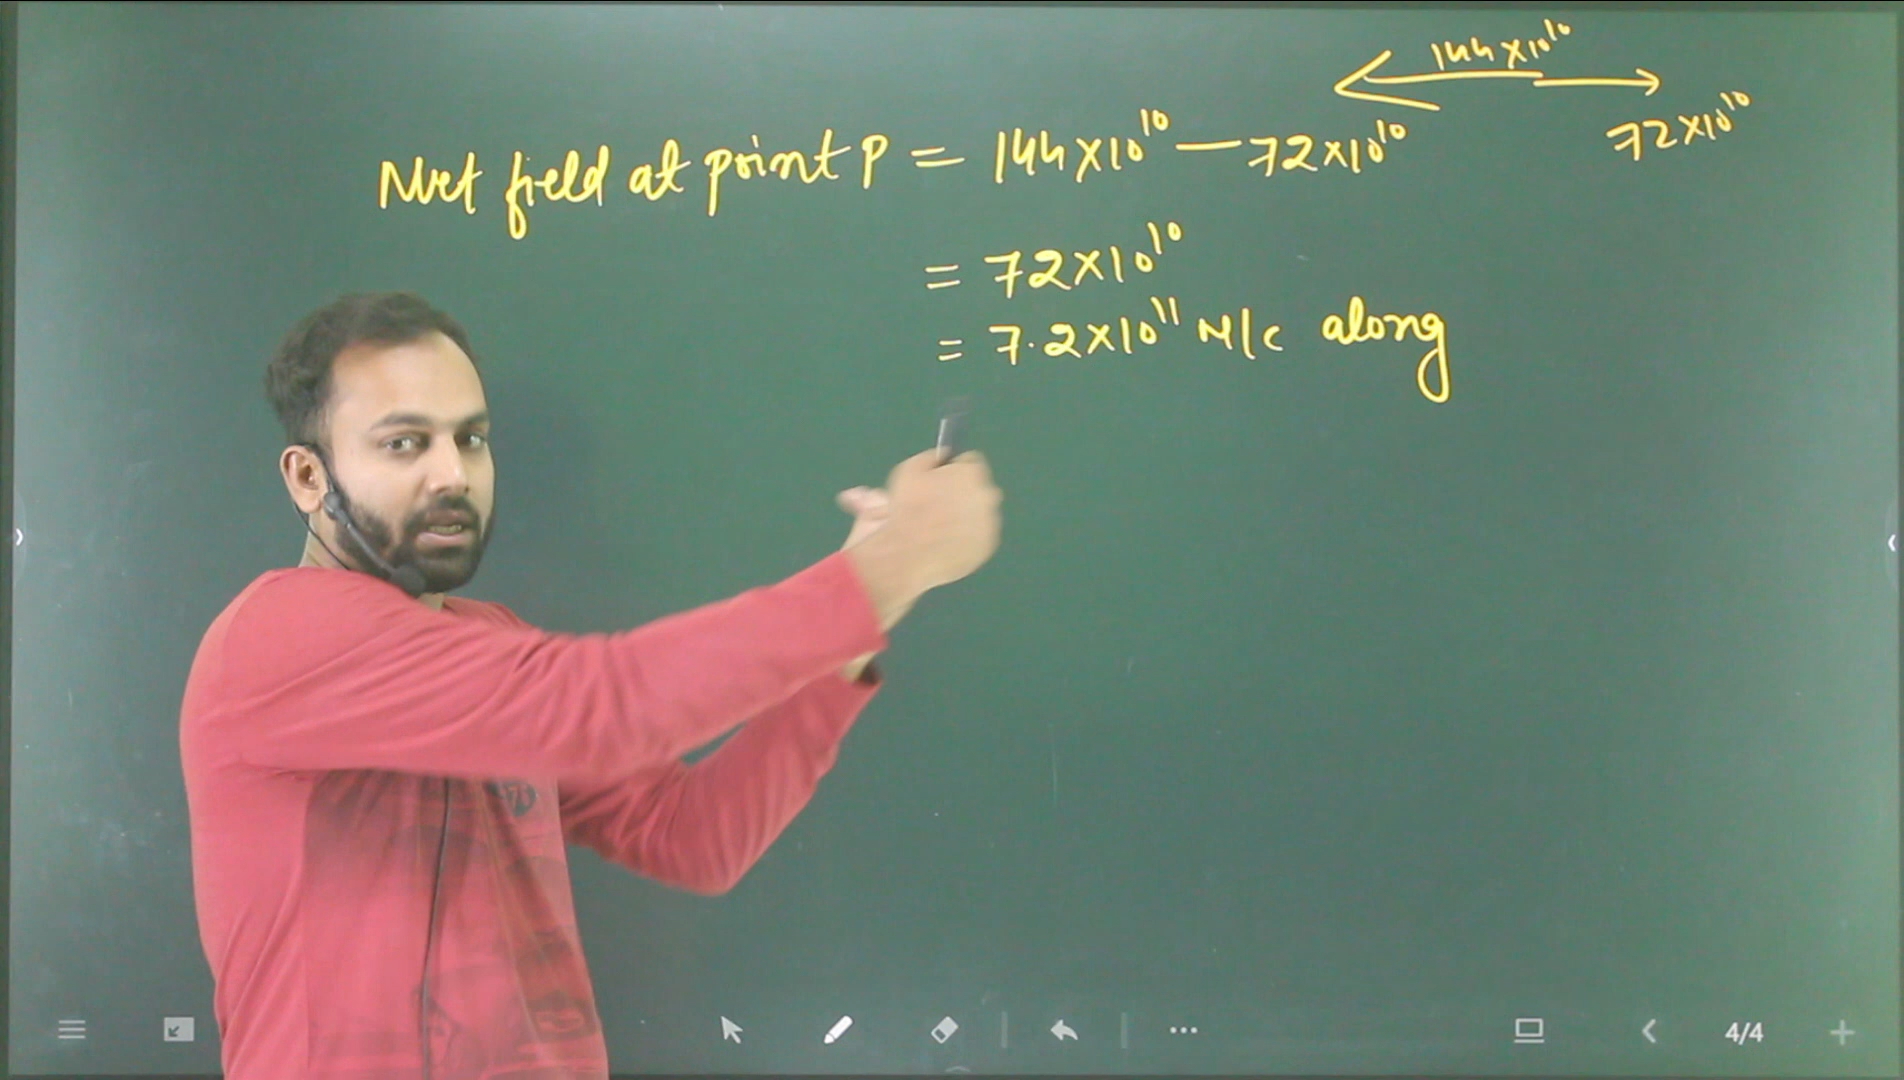 144×10¹⁰
72×10¹⁰
Net field at point P = 144×10¹⁰ — 72×10¹⁰
= 72×10¹⁰
= 7.2×10¹¹ N/C along
4/4